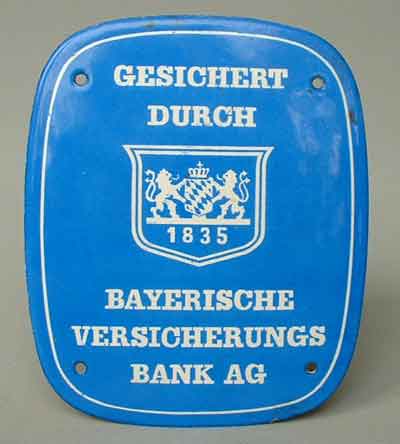 GESICHERT
DURCH
1835
BAYERISCHE
VERSICHERUNGS
BANK AG